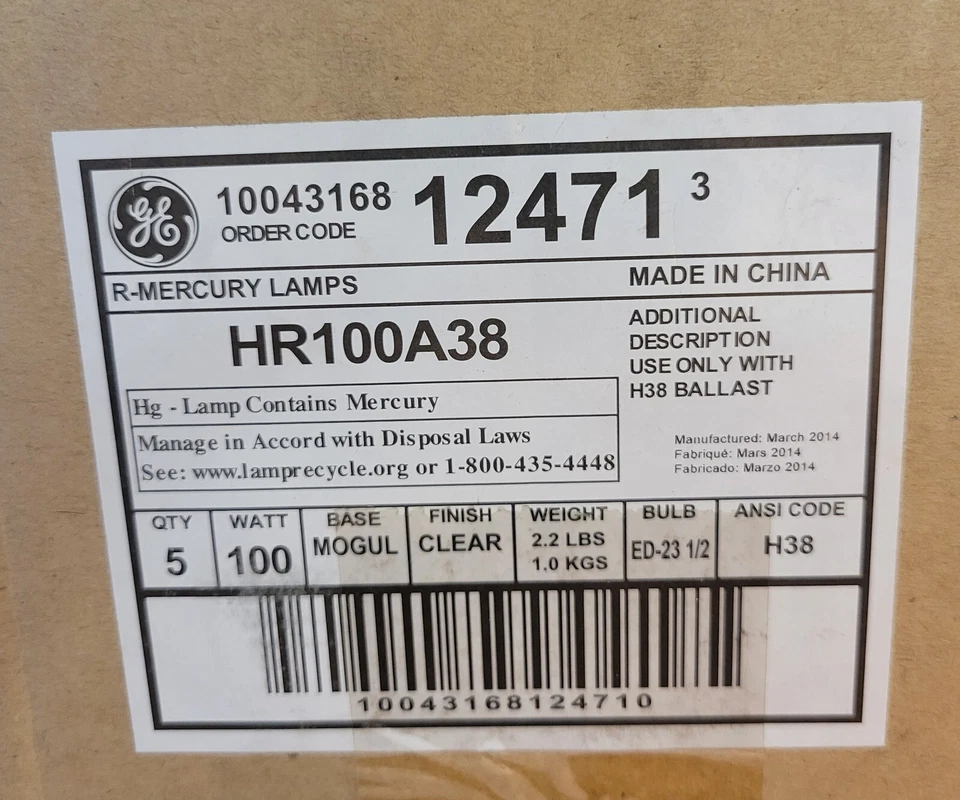 GE
10043168 12471 3
ORDER CODE
R-MERCURY LAMPS
MADE IN CHINA
HR100A38
ADDITIONAL
DESCRIPTION
USE ONLY WITH
H38 BALLAST
Hg - Lamp Contains Mercury
Manage in Accord with Disposal Laws
See: www.lamprecycle.org or 1-800-435-4448
Manufactured: March 2014
Fabriqué: Mars 2014
Fabricado: Marzo 2014
QTY WATT BASE FINISH WEIGHT BULB ANSI CODE
5 100 MOGUL CLEAR 2.2 LBS ED-23 1/2 H38
1.0 KGS
10043168124710